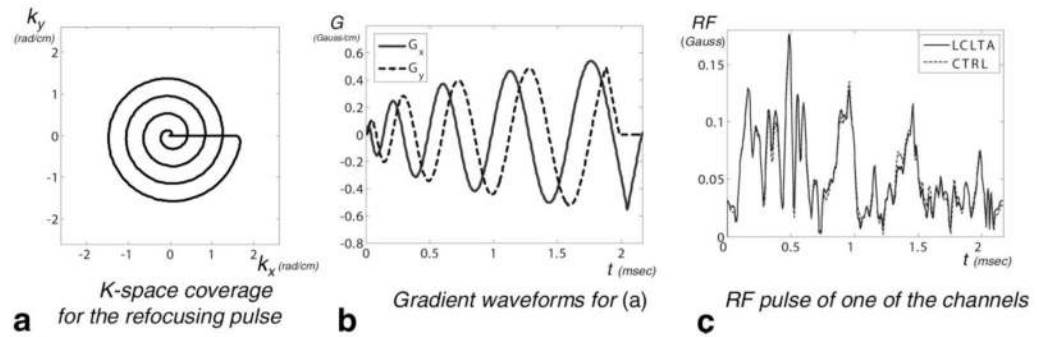 k_y
(rad/cm)
2
1
0
-1
-2
-2 -1 0 1 2
k_x (rad/cm)
K-space coverage
for the refocusing pulse
a
G
(Gauss/cm)
0.6
0.4
0.2
0
-0.2
-0.4
-0.6
-0.8
G_x
G_y
0 0.5 1 1.5 2
t (msec)
Gradient waveforms for (a)
b
RF
(Gauss)
0.15
0.1
0.05
0
LCLTA
CTRL
0 0.5 1 1.5 2
t (msec)
RF pulse of one of the channels
c